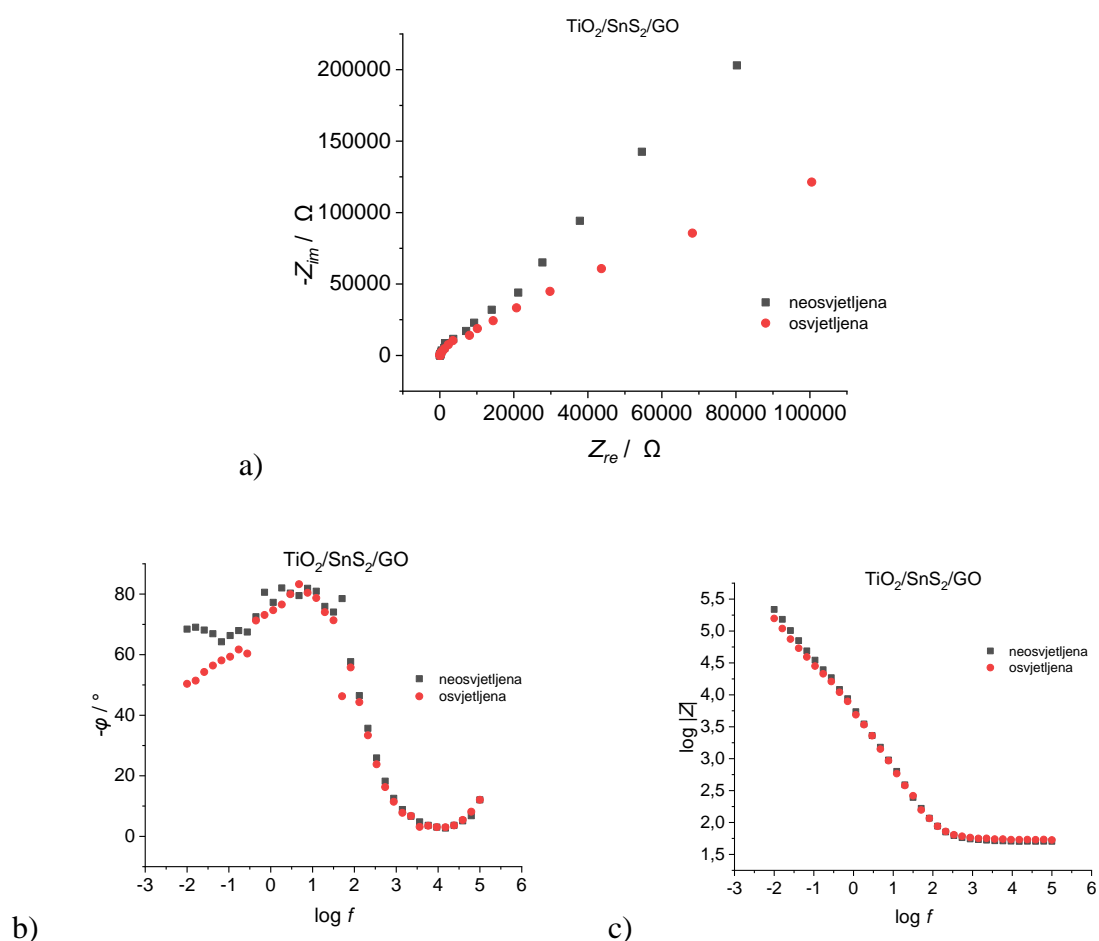 TiO₂/SnS₂/GO
200000
150000
100000
50000
0
-Z_im / Ω
neosvjetljena
osvjetljena
0 20000 40000 60000 80000 100000
Z_re / Ω
a)
TiO₂/SnS₂/GO
80
60
40
20
0
-φ / °
neosvjetljena
osvjetljena
-3 -2 -1 0 1 2 3 4 5 6
log f
b)
TiO₂/SnS₂/GO
5,5
5,0
4,5
4,0
3,5
3,0
2,5
2,0
1,5
log |Z|
neosvjetljena
osvjetljena
-3 -2 -1 0 1 2 3 4 5 6
log f
c)